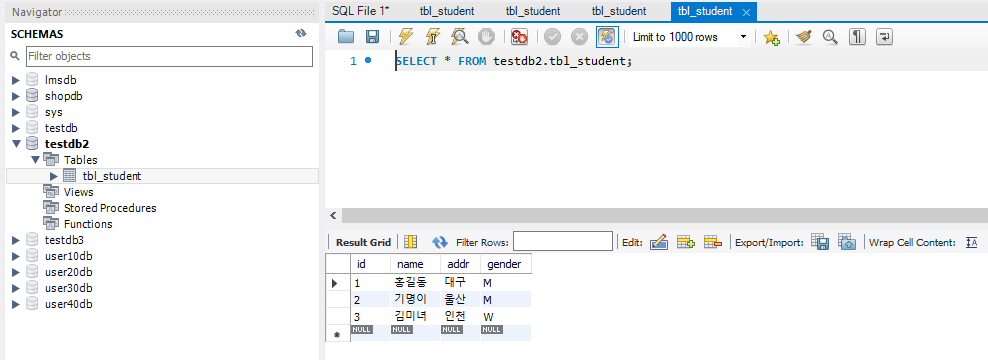 Navigator
SCHEMAS
Filter objects
lmsdb
shopdb
sys
testdb
testdb2
Tables
tbl_student
Views
Stored Procedures
Functions
testdb3
user10db
user20db
user30db
user40db
SQL File 1* tbl_student tbl_student tbl_student tbl_student
Limit to 1000 rows
1 SELECT * FROM testdb2.tbl_student;
Result Grid Filter Rows: Edit: Export/Import: Wrap Cell Content: IA
id name addr gender
1 홍길동 대구 M
2 기명이 울산 M
3 김미녀 인천 W
NULL NULL NULL NULL